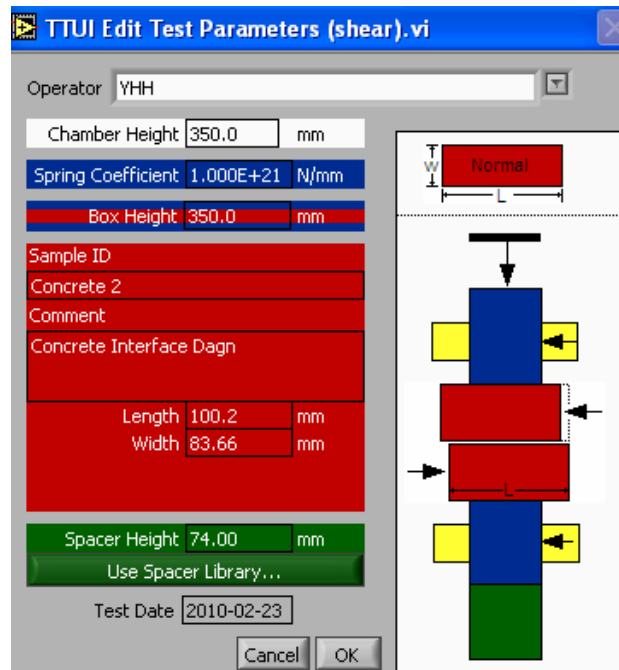 TTUI Edit Test Parameters (shear).vi
Operator YHH
Chamber Height 350.0 mm
Spring Coefficient 1.000E+21 N/mm
Box Height 350.0 mm
Sample ID
Concrete 2
Comment
Concrete Interface Dagn
Length 100.2 mm
Width 83.66 mm
Spacer Height 74.00 mm
Use Spacer Library...
Test Date 2010-02-23
Cancel OK
W Normal
L
L